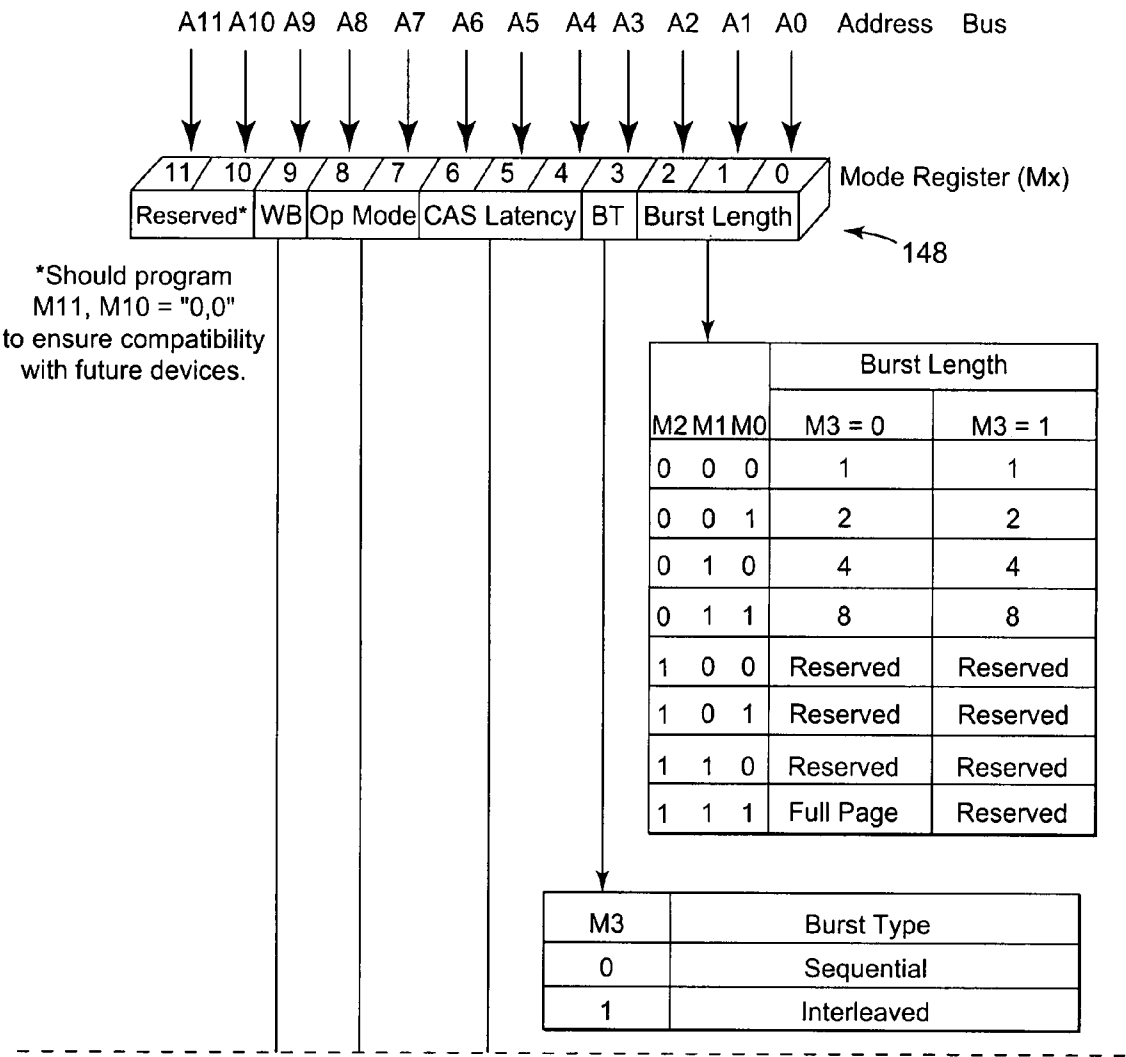 A11 A10 A9 A8 A7 A6 A5 A4 A3 A2 A1 A0 Address Bus
11 10 9 8 7 6 5 4 3 2 1 0 Mode Register (Mx)
Reserved* WB Op Mode CAS Latency BT Burst Length
148
*Should program
M11, M10 = "0,0"
to ensure compatibility
with future devices.
Burst Length
M2 M1 M0 M3 = 0 M3 = 1
0 0 0 1 1
0 0 1 2 2
0 1 0 4 4
0 1 1 8 8
1 0 0 Reserved Reserved
1 0 1 Reserved Reserved
1 1 0 Reserved Reserved
1 1 1 Full Page Reserved
M3 Burst Type
0 Sequential
1 Interleaved